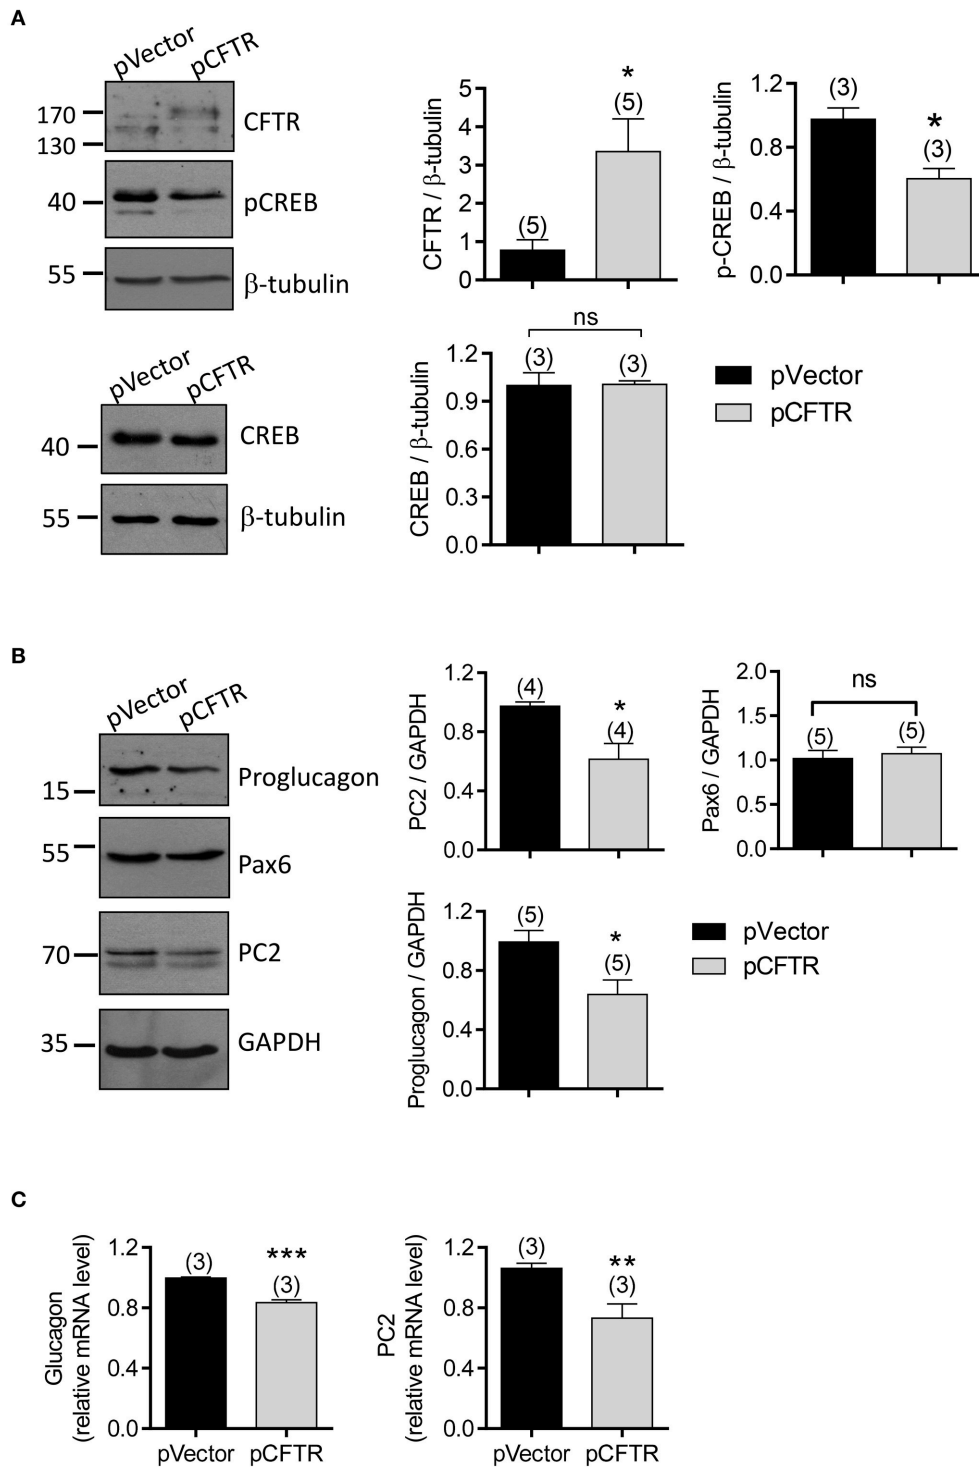 A
pVector pCFTR
170
130
CFTR
40
pCREB
55
β-tubulin
5
4
3
2
1
0
CFTR / β-tubulin
(5)
*
(5)
1.2
0.8
0.4
0.0
p-CREB / β-tubulin
(3)
*
(3)
pVector pCFTR
40
CREB
55
β-tubulin
1.2
0.9
0.6
0.3
0.0
CREB / β-tubulin
ns
(3)
(3)
pVector
pCFTR
B
pVector pCFTR
15
Proglucagon
55
Pax6
70
PC2
35
GAPDH
1.2
0.8
0.4
0.0
PC2 / GAPDH
(4)
*
(4)
2.0
1.5
1.0
0.5
0.0
Pax6 / GAPDH
ns
(5)
(5)
1.2
0.8
0.4
0.0
Proglucagon / GAPDH
(5)
*
(5)
pVector
pCFTR
C
Glucagon
(relative mRNA level)
1.2
0.8
0.4
0.0
(3)
***
(3)
pVector pCFTR
PC2
(relative mRNA level)
1.2
0.8
0.4
0.0
(3)
**
(3)
pVector pCFTR